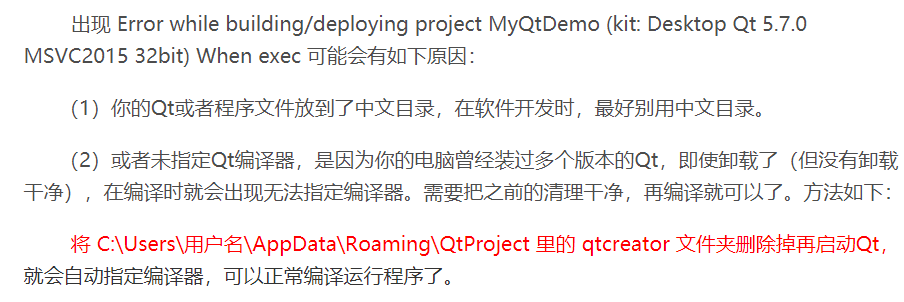 出现 Error while building/deploying project MyQtDemo (kit: Desktop Qt 5.7.0
MSVC2015 32bit) When exec 可能会有如下原因：
（1）你的Qt或者程序文件放到了中文目录，在软件开发时，最好别用中文目录。
（2）或者未指定Qt编译器，是因为你的电脑曾经装过多个版本的Qt，即使卸载了（但没有卸载
干净），在编译时就会出现无法指定编译器。需要把之前的清理干净，再编译就可以了。方法如下：
将 C:\Users\用户名\AppData\Roaming\QtProject 里的 qtcreator 文件夹删除掉再启动Qt，
就会自动指定编译器，可以正常编译运行程序了。